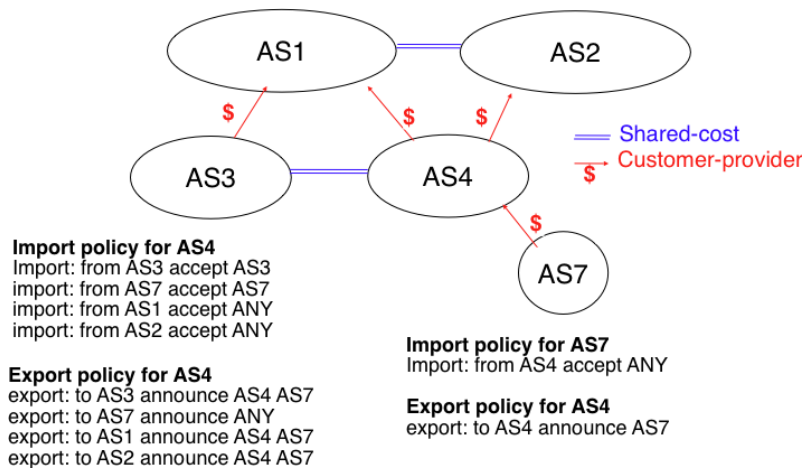 AS1
AS2
$
$
$
Shared-cost
Customer-provider
$
AS3
AS4
$
AS7
Import policy for AS4
Import: from AS3 accept AS3
import: from AS7 accept AS7
import: from AS1 accept ANY
import: from AS2 accept ANY
Export policy for AS4
export: to AS3 announce AS4 AS7
export: to AS7 announce ANY
export: to AS1 announce AS4 AS7
export: to AS2 announce AS4 AS7
Import policy for AS7
Import: from AS4 accept ANY
Export policy for AS4
export: to AS4 announce AS7